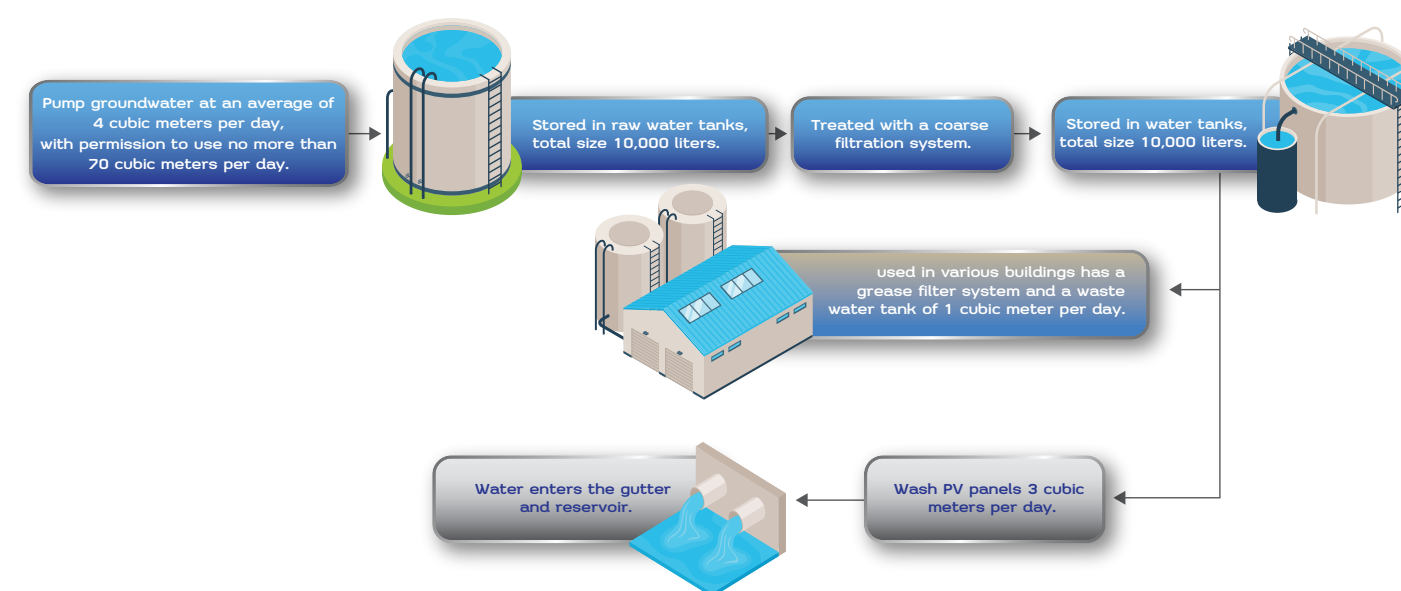 Pump groundwater at an average of
4 cubic meters per day,
with permission to use no more than
70 cubic meters per day.
Stored in raw water tanks,
total size 10,000 liters.
Treated with a coarse
filtration system.
Stored in water tanks,
total size 10,000 liters.
used in various buildings has a
grease filter system and a waste
water tank of 1 cubic meter per day.
Wash PV panels 3 cubic
meters per day.
Water enters the gutter
and reservoir.